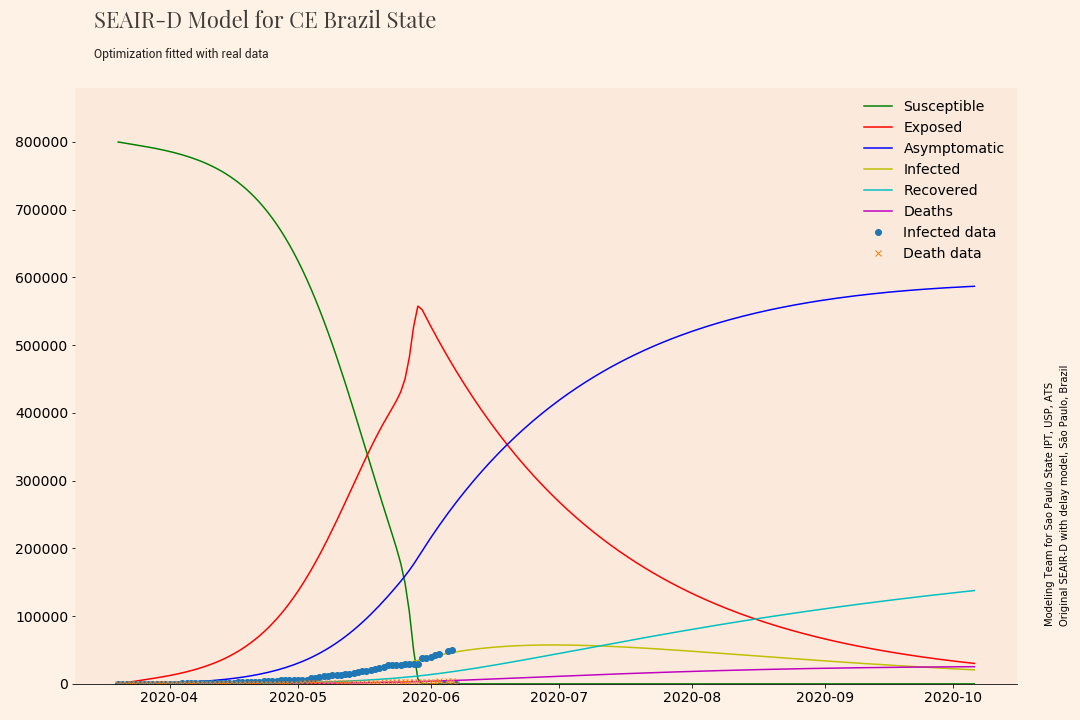 SEAIR-D Model for CE Brazil State
Optimization fitted with real data
Susceptible
Exposed
Asymptomatic
Infected
Recovered
Deaths
Infected data
Death data
800000
700000
600000
500000
400000
300000
200000
100000
0
2020-04
2020-05
2020-06
2020-07
2020-08
2020-09
2020-10
Modeling Team for Sao Paulo State IPT, USP, ATS
Original SEAIR-D with delay model, São Paulo, Brazil